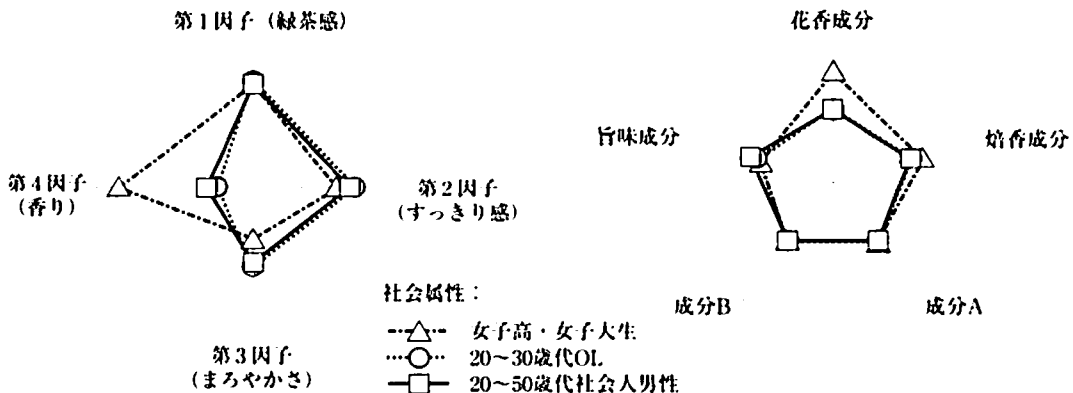 第1因子（緑茶感）
花香成分
旨味成分
焙香成分
第4因子
（香り）
第2因子
（すっきり感）
成分B
成分A
第3因子
（まろやかさ）
社会属性：
女子高・女子大生
20～30歳代OL
20～50歳代社会人男性